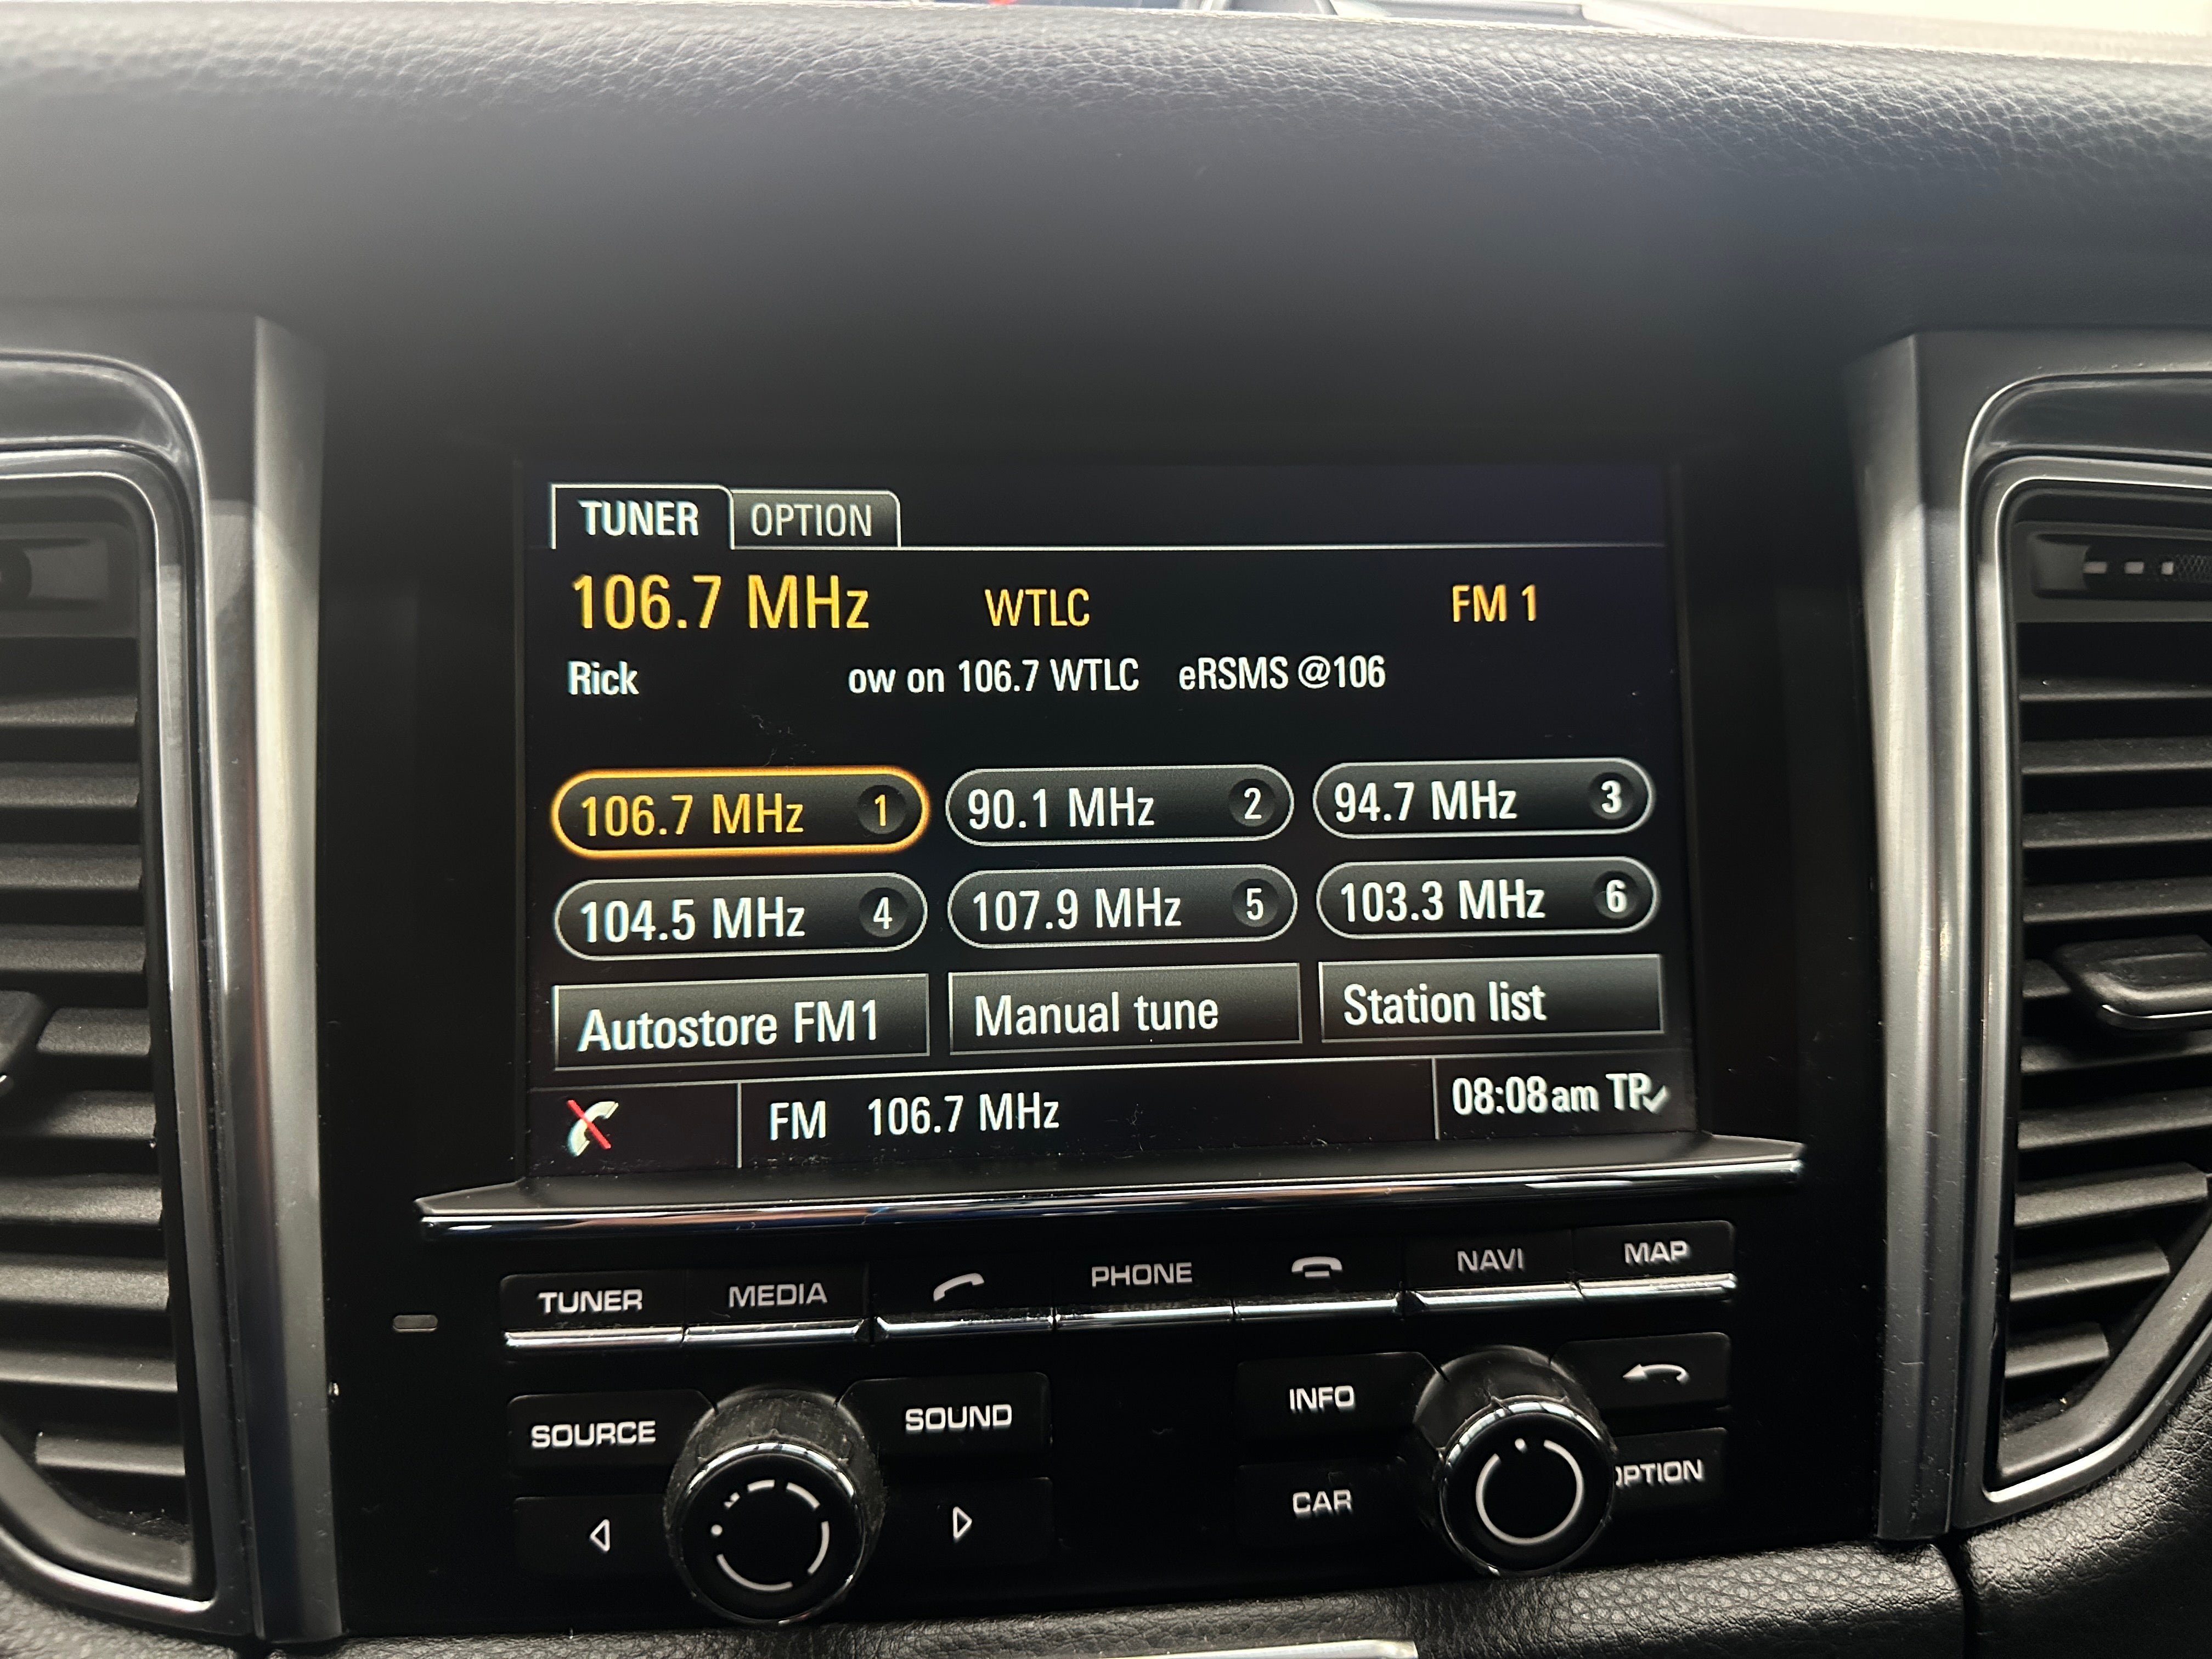 TUNER OPTION
106.7 MHz WTLC FM 1
Rick ow on 106.7 WTLC eRSMS @106
106.7 MHz 1 90.1 MHz 2 94.7 MHz 3
104.5 MHz 4 107.9 MHz 5 103.3 MHz 6
Autostore FM1 Manual tune Station list
FM 106.7 MHz 08:08am TP
TUNER MEDIA PHONE NAVI MAP
SOURCE SOUND INFO
CAR PTION